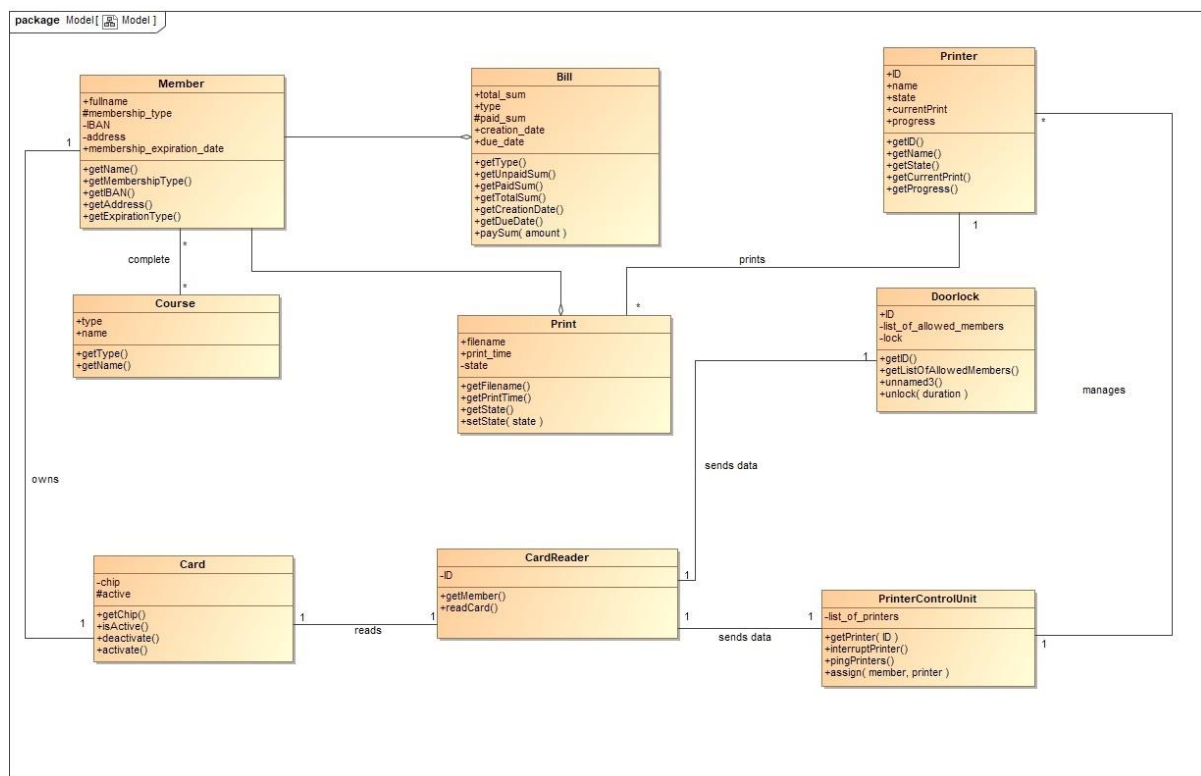 package Model [ Model ]
Member
+fullname
#membership_type
-IBAN
-address
+membership_expiration_date
+getName()
+getMembershipType()
+getIBAN()
+getAddress()
+getExpirationType()
Bill
+total_sum
+type
#paid_sum
+creation_date
+due_date
+getType()
+getUnpaidSum()
+getPaidSum()
+getTotalSum()
+getCreationDate()
+getDueDate()
+paySum( amount )
Printer
+ID
+name
+state
+currentPrint
+progress
+getID()
+getName()
+getState()
+getCurrentPrint()
+getProgress()
1
*
1
*
complete
*
prints
*
Course
+type
+name
+getType()
+getName()
Print
+filename
+print_time
-state
+getFilename()
+getPrintTime()
+getState()
+setState( state )
Doorlock
+ID
-list_of_allowed_members
-lock
+getID()
+getListOfAllowedMembers()
+unnamed3()
+unlock( duration )
1
manages
owns
sends data
Card
-chip
#active
+getChip()
+isActive()
+deactivate()
+activate()
1
1
reads
1
CardReader
-ID
+getMember()
+readCard()
1
1
sends data
1
PrinterControlUnit
-list_of_printers
+getPrinter( ID )
+interruptPrinter()
+pingPrinters()
+assign( member, printer )
1